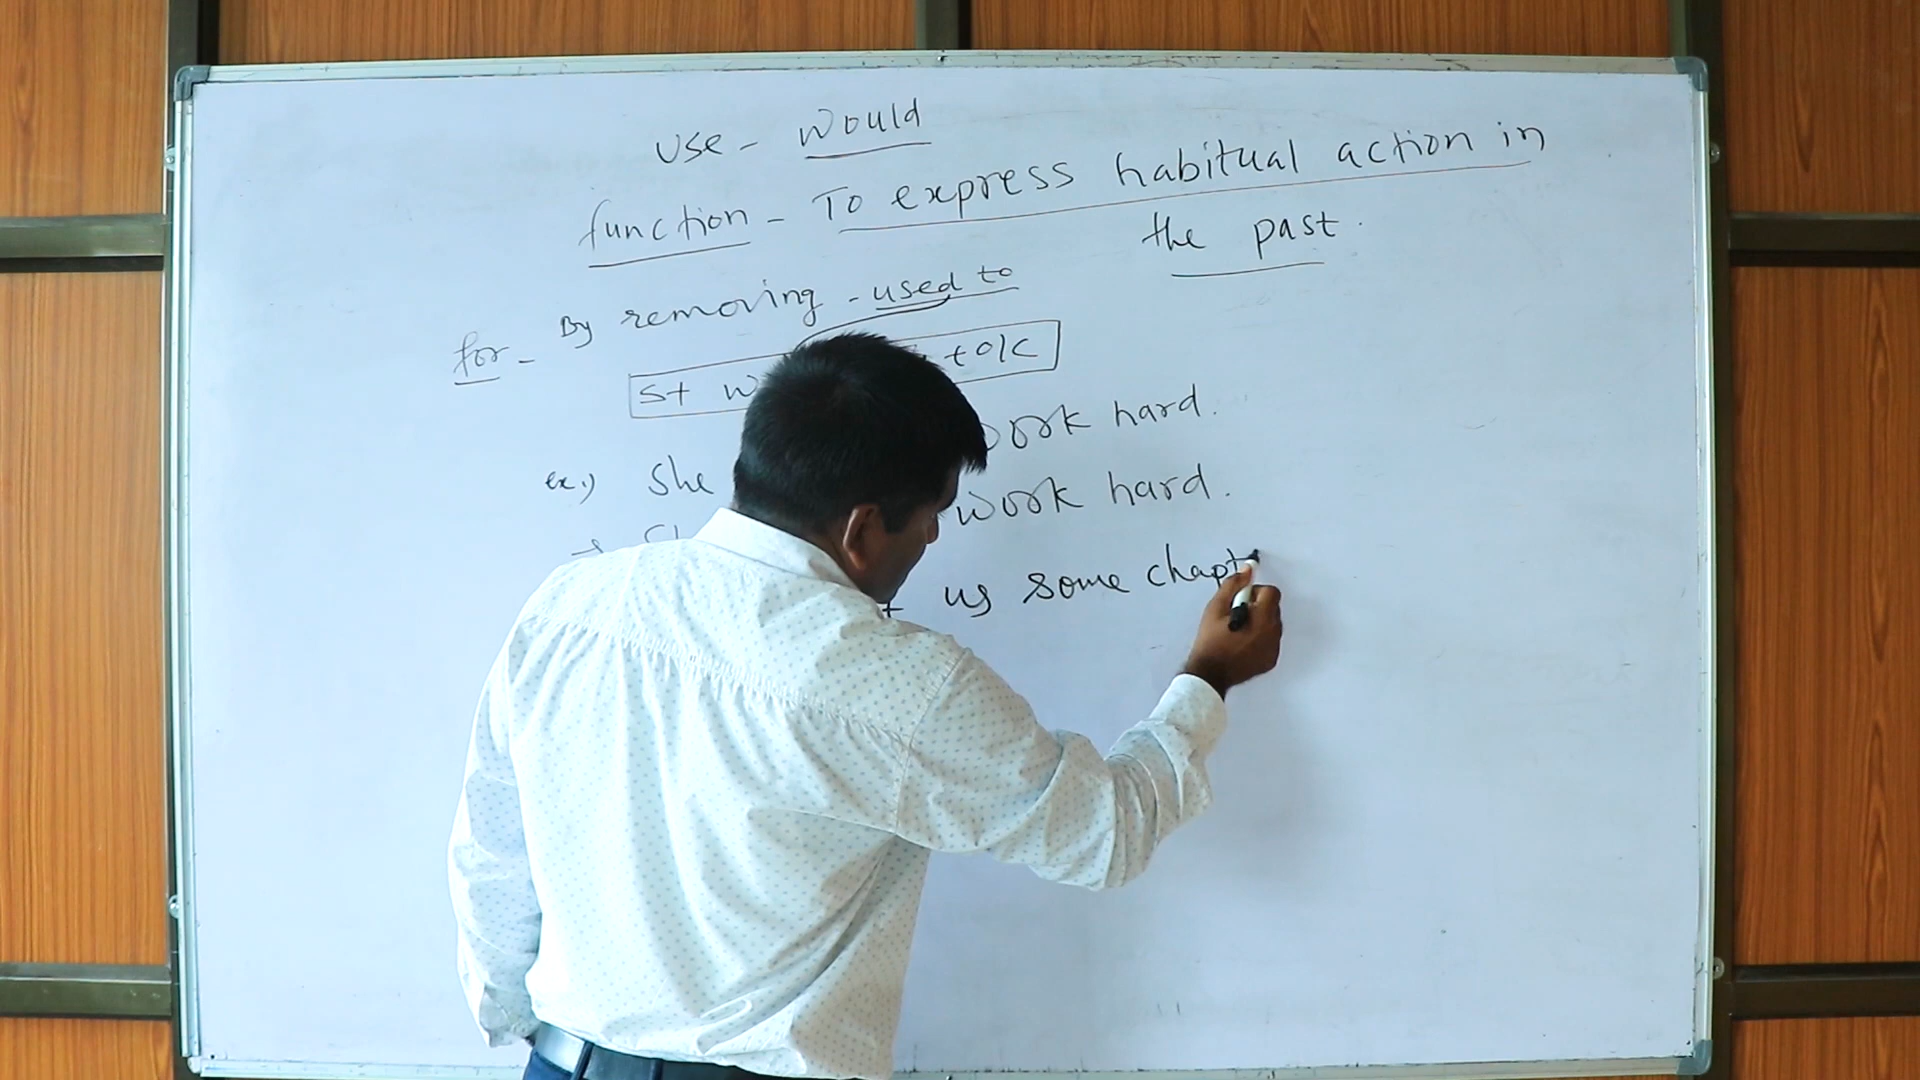 use - would
function - To express habitual action in
the past.
for - By removing - used to
st + o/c
ex.) she work hard.
→ work hard.
us some chapt